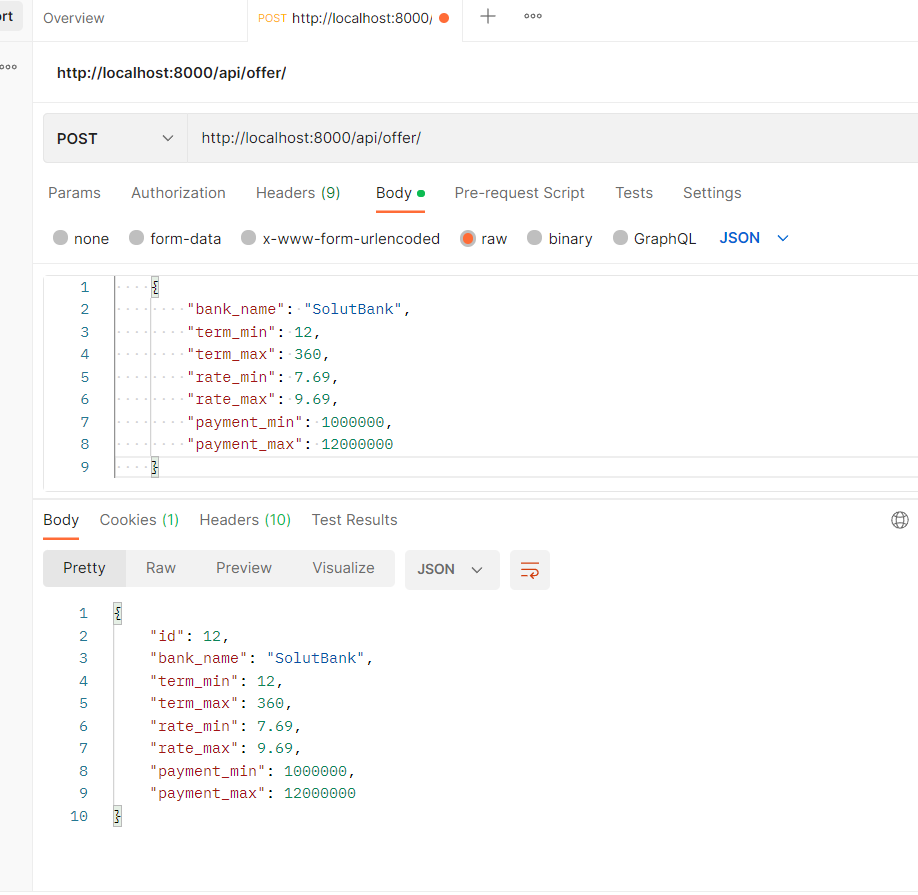 rt Overview POST http://localhost:8000/
http://localhost:8000/api/offer/
POST http://localhost:8000/api/offer/
Params Authorization Headers (9) Body Pre-request Script Tests Settings
none form-data x-www-form-urlencoded raw binary GraphQL JSON
1 {
2 "bank_name": "SolutBank",
3 "term_min": 12,
4 "term_max": 360,
5 "rate_min": 7.69,
6 "rate_max": 9.69,
7 "payment_min": 1000000,
8 "payment_max": 12000000
9 }
Body Cookies (1) Headers (10) Test Results
Pretty Raw Preview Visualize JSON
1 {
2 "id": 12,
3 "bank_name": "SolutBank",
4 "term_min": 12,
5 "term_max": 360,
6 "rate_min": 7.69,
7 "rate_max": 9.69,
8 "payment_min": 1000000,
9 "payment_max": 12000000
10 }